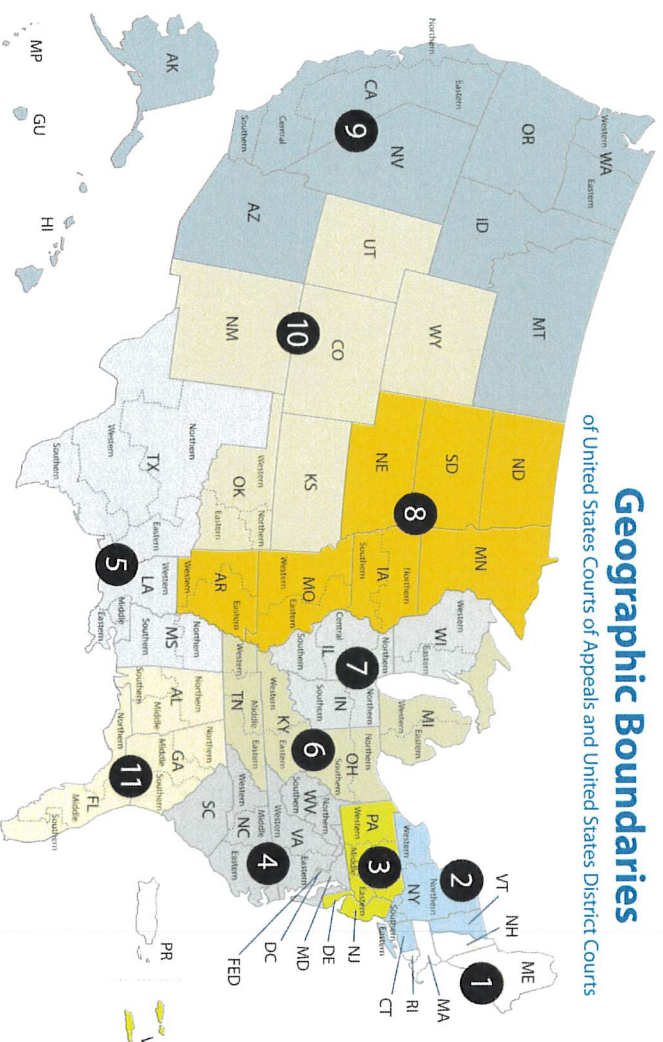 Geographic Boundaries
of United States Courts of Appeals and United States District Courts
Western
WA
Eastern
MT
ND
MN
OR
ID
SD
WI
Western
Eastern
ME
1
VT
NH
MA
RI
CT
2
NY
Northern
Western
Southern
Eastern
MI
Western
Eastern
WY
8
NE
IA
Northern
Southern
7
Northern
IL
Central
Southern
IN
Northern
Southern
OH
Northern
Southern
PA
Western
Middle
Eastern
3
NJ
DE
MD
DC
FED
Northern
Eastern
CA
Central
Southern
9
NV
UT
CO
10
KS
MO
Western
Eastern
KY
Western
Eastern
6
WV
Northern
Southern
VA
Western
Eastern
4
AZ
NM
OK
Western
Northern
Eastern
AR
Western
Eastern
TN
Western
Middle
Eastern
NC
Middle
Eastern
SC
TX
Northern
Western
Eastern
Southern
5
LA
Western
Middle
Eastern
MS
Northern
Southern
AL
Northern
Middle
Southern
GA
Northern
Middle
Southern
11
FL
Northern
Middle
Southern
AK
MP
GU
HI
PR